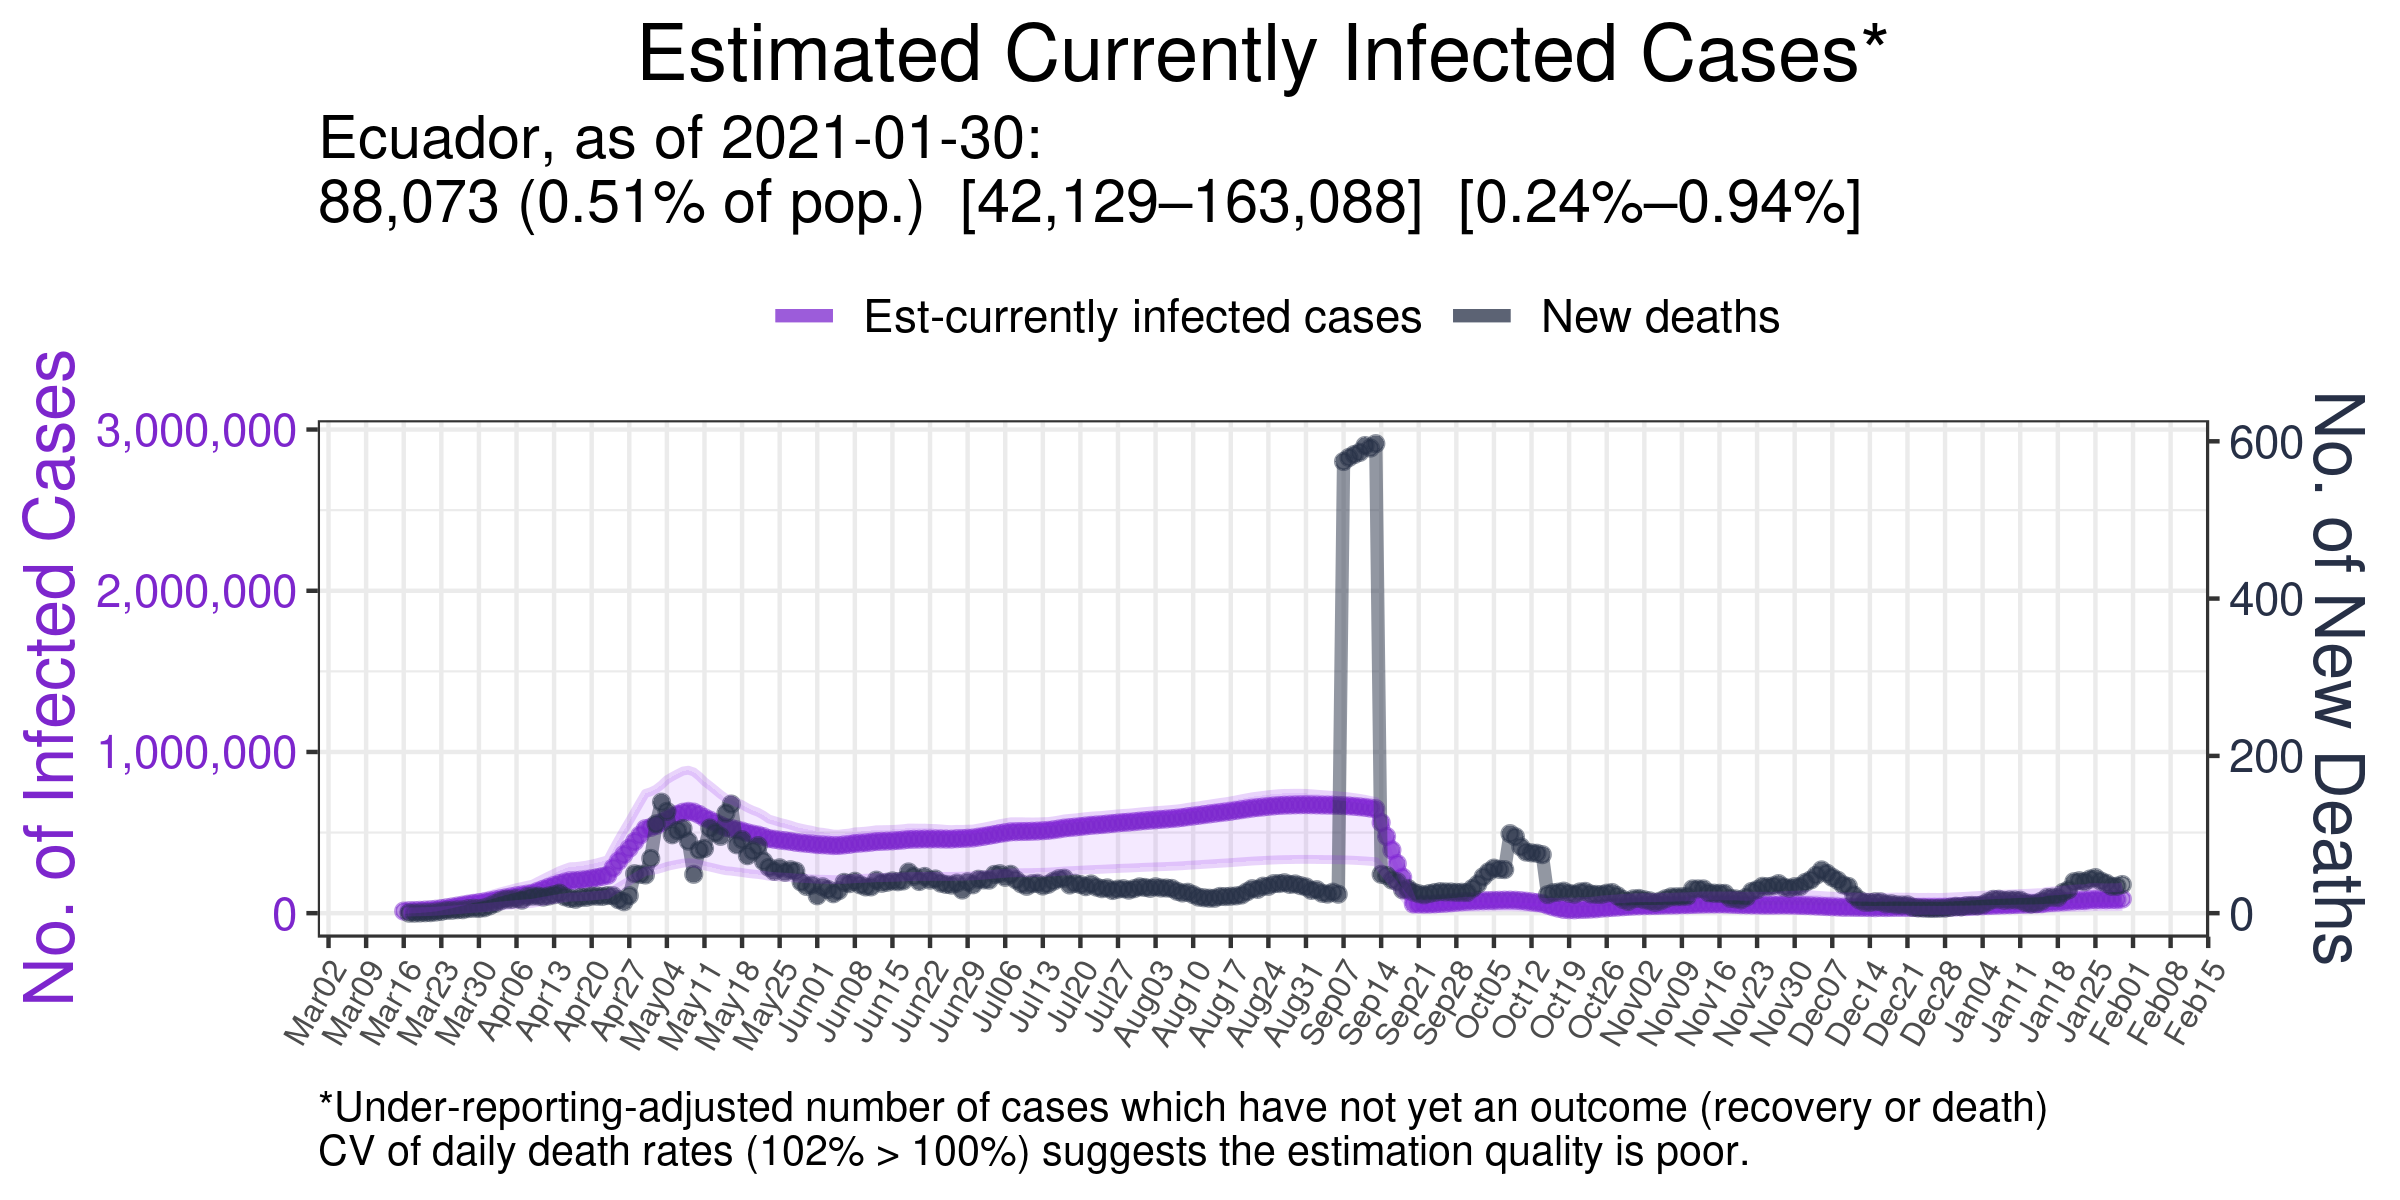 Estimated Currently Infected Cases*
Ecuador, as of 2021-01-30:
88,073 (0.51% of pop.) [42,129–163,088] [0.24%–0.94%]
Est-currently infected cases New deaths
No. of Infected Cases
3,000,000
2,000,000
1,000,000
0
600
400
200
0
No. of New Deaths
Mar02 Mar09 Mar16 Mar23 Mar30 Apr06 Apr13 Apr20 Apr27 May04 May11 May18 May25 Jun01 Jun08 Jun15 Jun22 Jun29 Jul06 Jul13 Jul20 Jul27 Aug03 Aug10 Aug17 Aug24 Aug31 Sep07 Sep14 Sep21 Sep28 Oct05 Oct12 Oct19 Oct26 Nov02 Nov09 Nov16 Nov23 Nov30 Dec07 Dec14 Dec21 Dec28 Jan04 Jan11 Jan18 Jan25 Feb01 Feb08 Feb15
*Under-reporting-adjusted number of cases which have not yet an outcome (recovery or death)
CV of daily death rates (102% > 100%) suggests the estimation quality is poor.